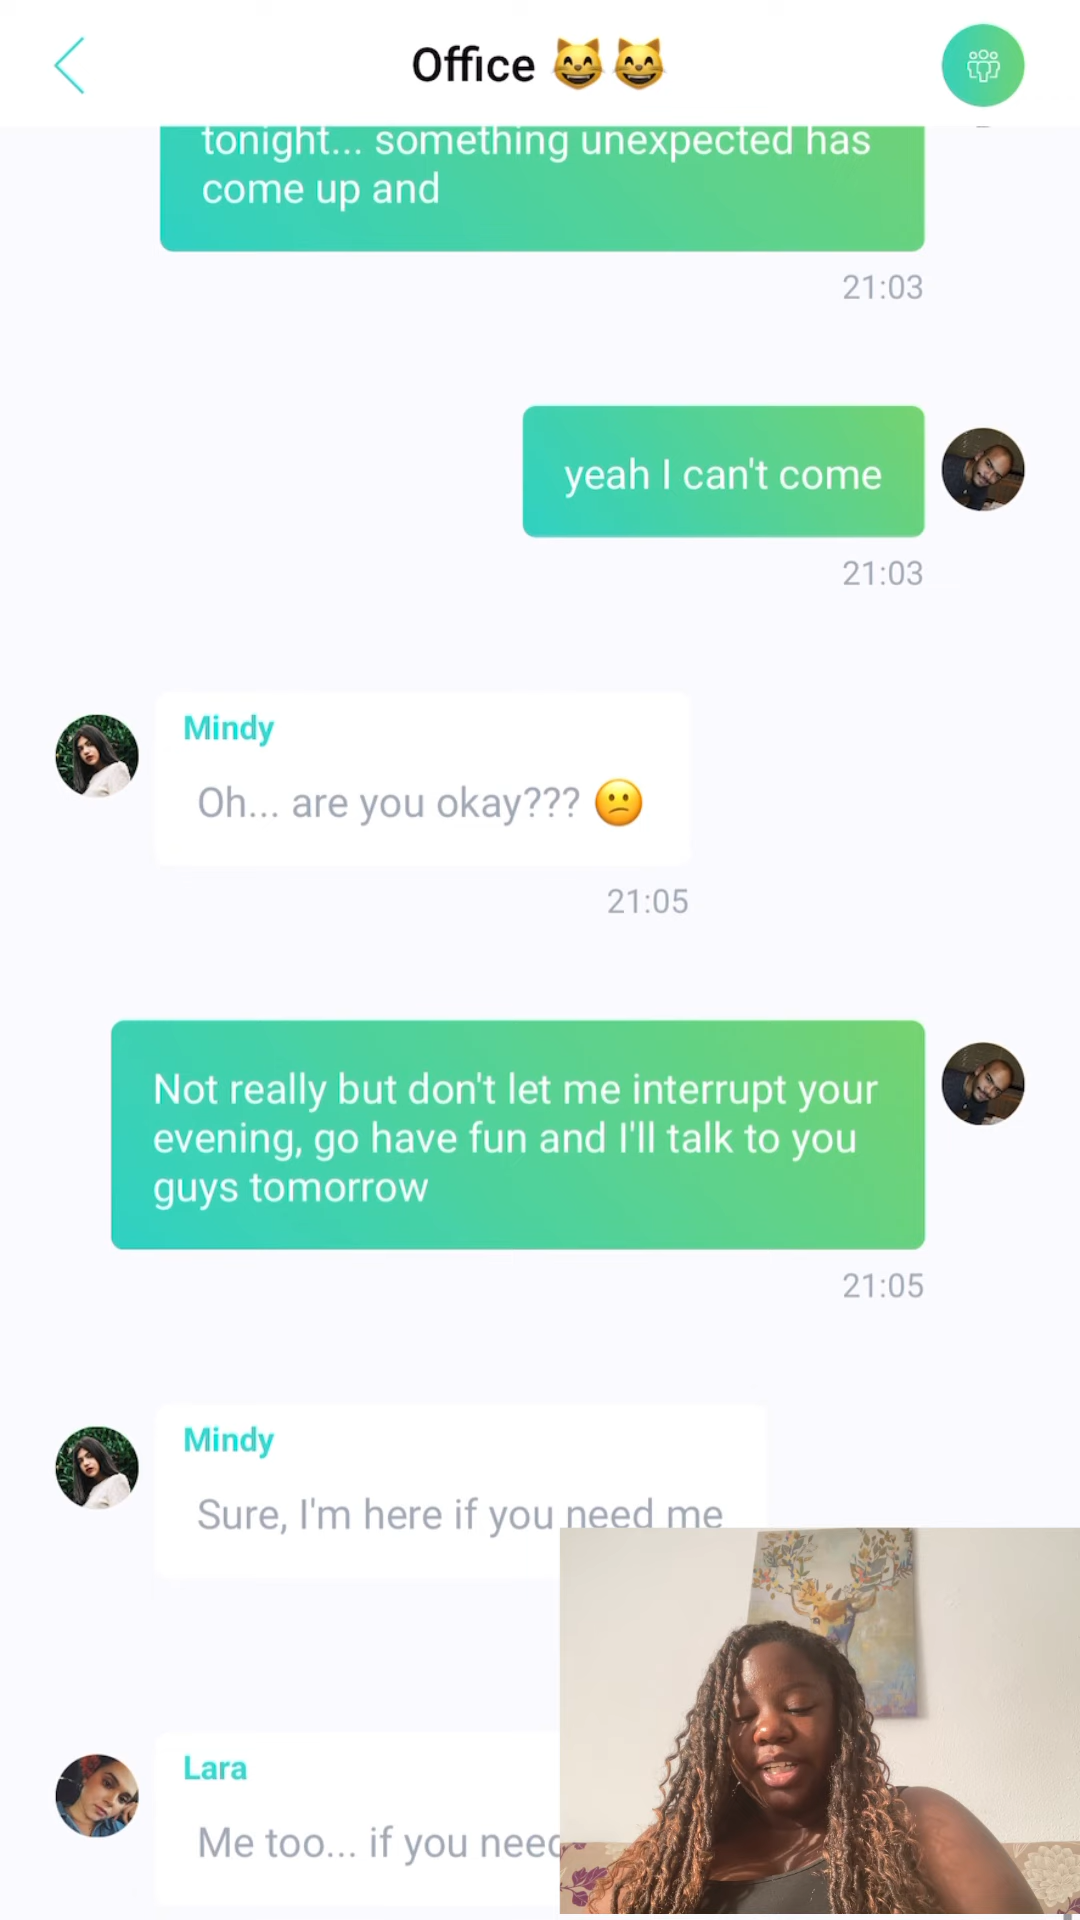 Office 😸😸
tonight... something unexpected has
come up and
21:03
yeah I can't come
21:03
Mindy
Oh... are you okay??? 😕
21:05
Not really but don't let me interrupt your
evening, go have fun and I'll talk to you
guys tomorrow
21:05
Mindy
Sure, I'm here if you need me
Lara
Me too... if you need